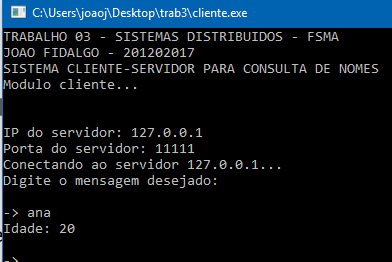 C:\Users\joaoj\Desktop\trab3\cliente.exe
TRABALHO 03 - SISTEMAS DISTRIBUIDOS - FSMA
JOAO FIDALGO - 201202017
SISTEMA CLIENTE-SERVIDOR PARA CONSULTA DE NOMES
Modulo cliente...
IP do servidor: 127.0.0.1
Porta do servidor: 11111
Conectando ao servidor 127.0.0.1...
Digite o mensagem desejado:
-> ana
Idade: 20
->